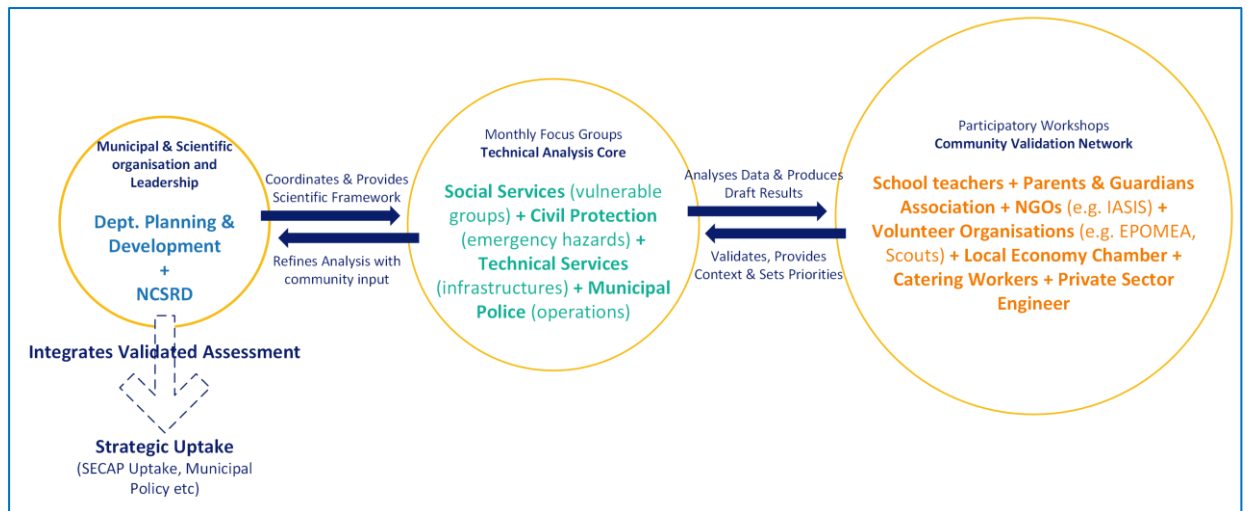 Municipal & Scientific
organisation and
Leadership
Dept. Planning &
Development
+
NCSRD
Integrates Validated Assessment
Strategic Uptake
(SECAP Uptake, Municipal
Policy etc)
Coordinates & Provides
Scientific Framework
Refines Analysis with
community input
Monthly Focus Groups
Technical Analysis Core
Social Services (vulnerable
groups) + Civil Protection
(emergency hazards) +
Technical Services
(infrastructures) + Municipal
Police (operations)
Analyses Data & Produces
Draft Results
Validates, Provides
Context & Sets Priorities
Participatory Workshops
Community Validation Network
School teachers + Parents & Guardians
Association + NGOs (e.g. IASIS) +
Volunteer Organisations (e.g. EPOMEA,
Scouts) + Local Economy Chamber +
Catering Workers + Private Sector
Engineer